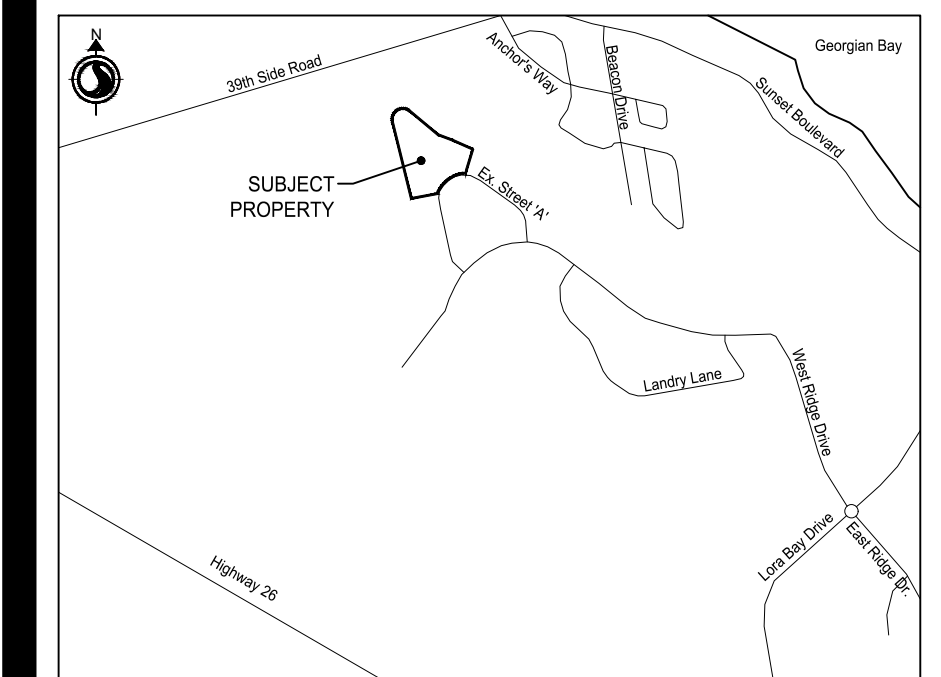 N
Georgian Bay
39th Side Road
Anchor's Way
Beacon Drive
Sunset Boulevard
SUBJECT
PROPERTY
Ex. Street 'A'
Landry Lane
West Ridge Drive
Lora Bay Drive
East Ridge Dr.
Highway 26